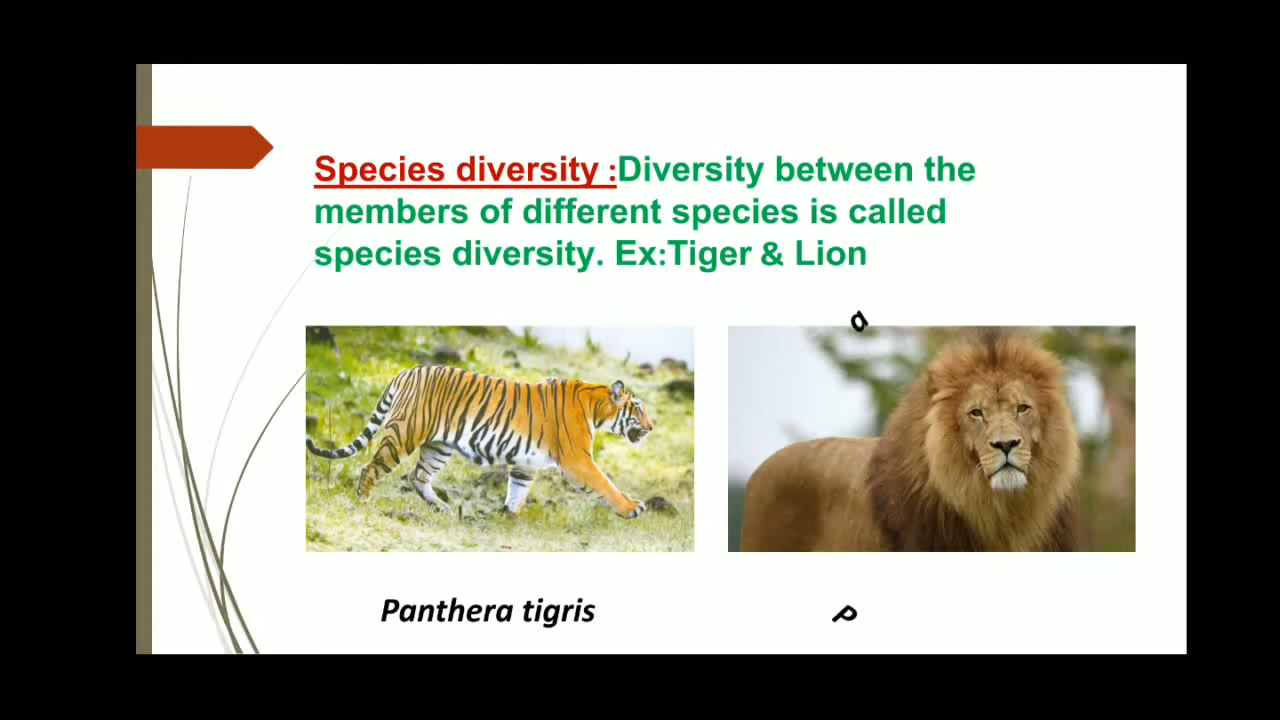 Species diversity :Diversity between the
members of different species is called
species diversity. Ex:Tiger & Lion
a
Panthera tigris
P